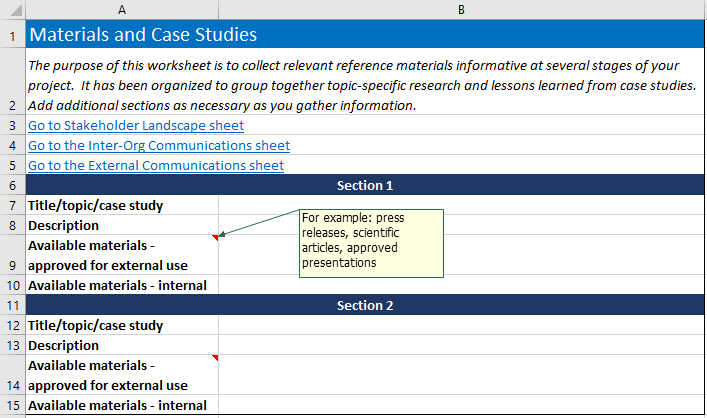 A B
1 Materials and Case Studies
The purpose of this worksheet is to collect relevant reference materials informative at several stages of your
project.  It has been organized to group together topic-specific research and lessons learned from case studies.
2 Add additional sections as necessary as you gather information.
3 Go to Stakeholder Landscape sheet
4 Go to the Inter-Org Communications sheet
5 Go to the External Communications sheet
6 Section 1
7 Title/topic/case study
8 Description
Available materials -
9 approved for external use
For example: press
releases, scientific
articles, approved
presentations
10 Available materials - internal
11 Section 2
12 Title/topic/case study
13 Description
Available materials -
14 approved for external use
15 Available materials - internal